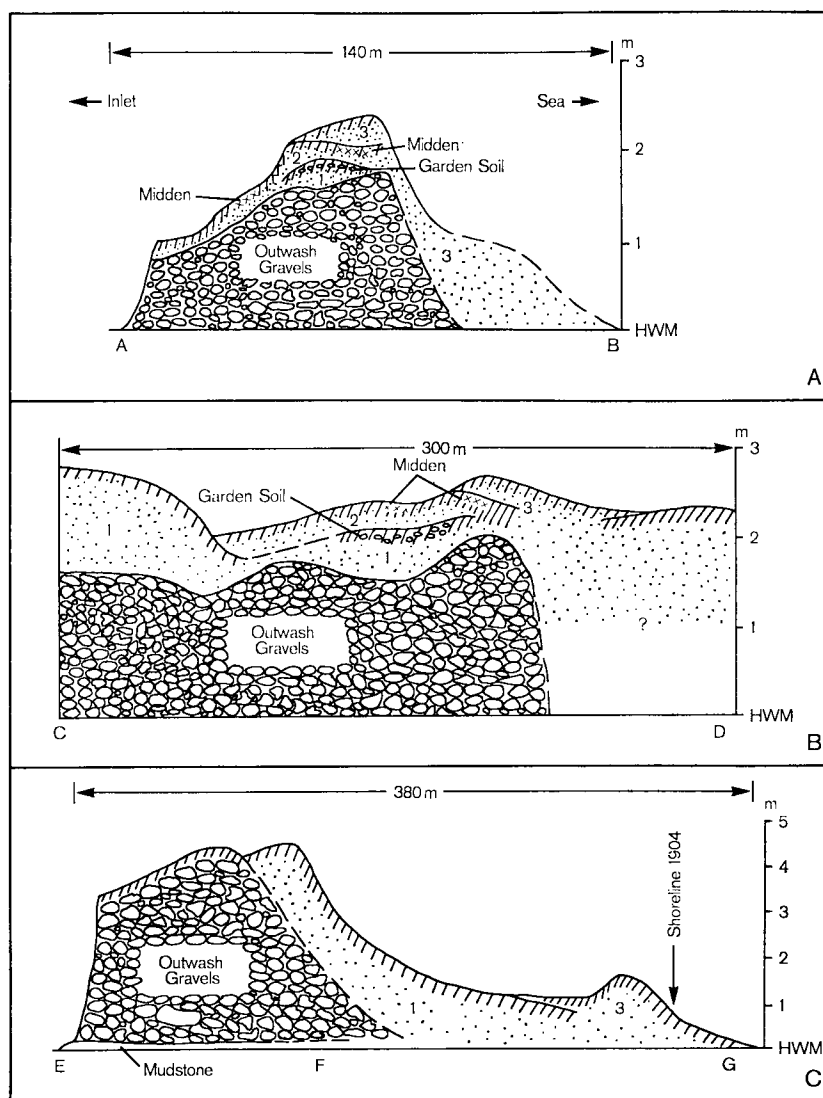 140 m
m
3
Inlet
Sea
3
Midden
2
2
Garden Soil
1
Midden
Outwash
Gravels
1
3
HWM
A
B
A
300 m
m
3
Midden
Garden Soil
3
2
1
2
1
Outwash
Gravels
?
1
HWM
C
D
B
380 m
m
5
4
Shoreline 1904
3
Outwash
Gravels
2
1
3
1
HWM
E
F
G
Mudstone
C